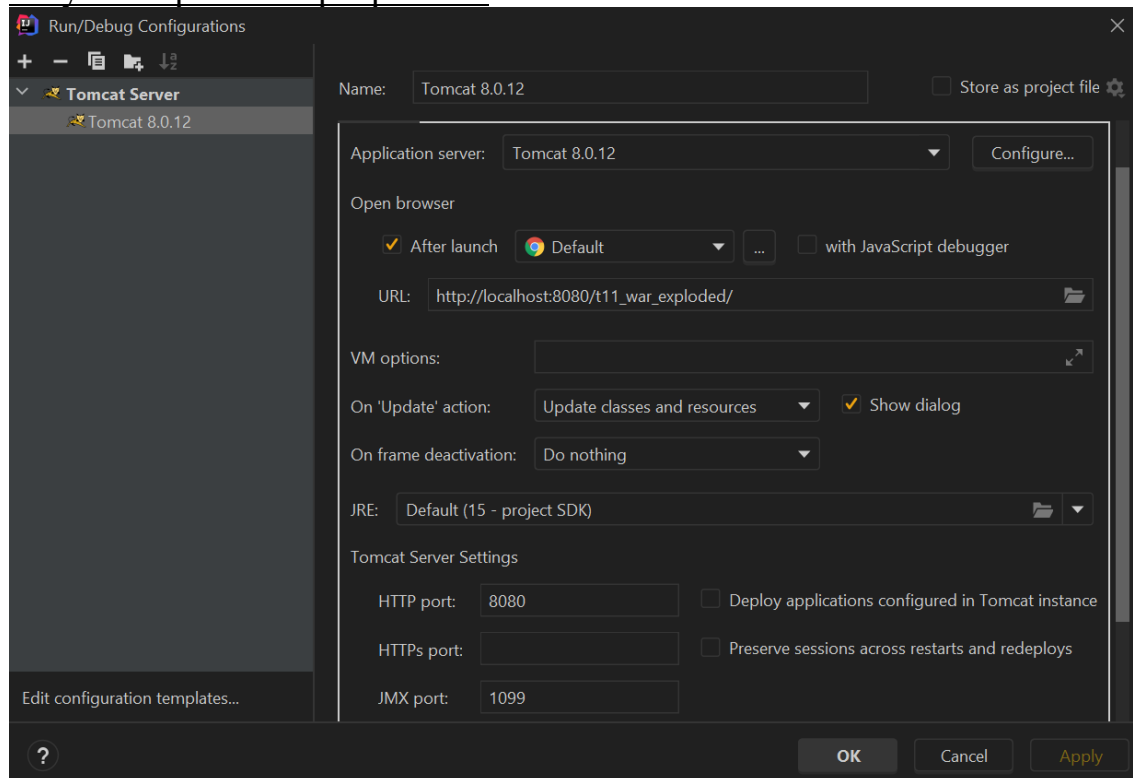 Run/Debug Configurations
Tomcat Server
Tomcat 8.0.12
Edit configuration templates...
Name: Tomcat 8.0.12 Store as project file
Application server: Tomcat 8.0.12 Configure...
Open browser
After launch Default ... with JavaScript debugger
URL: http://localhost:8080/t11_war_exploded/
VM options:
On 'Update' action: Update classes and resources Show dialog
On frame deactivation: Do nothing
JRE: Default (15 - project SDK)
Tomcat Server Settings
HTTP port: 8080 Deploy applications configured in Tomcat instance
HTTPs port: Preserve sessions across restarts and redeploys
JMX port: 1099
? OK Cancel Apply